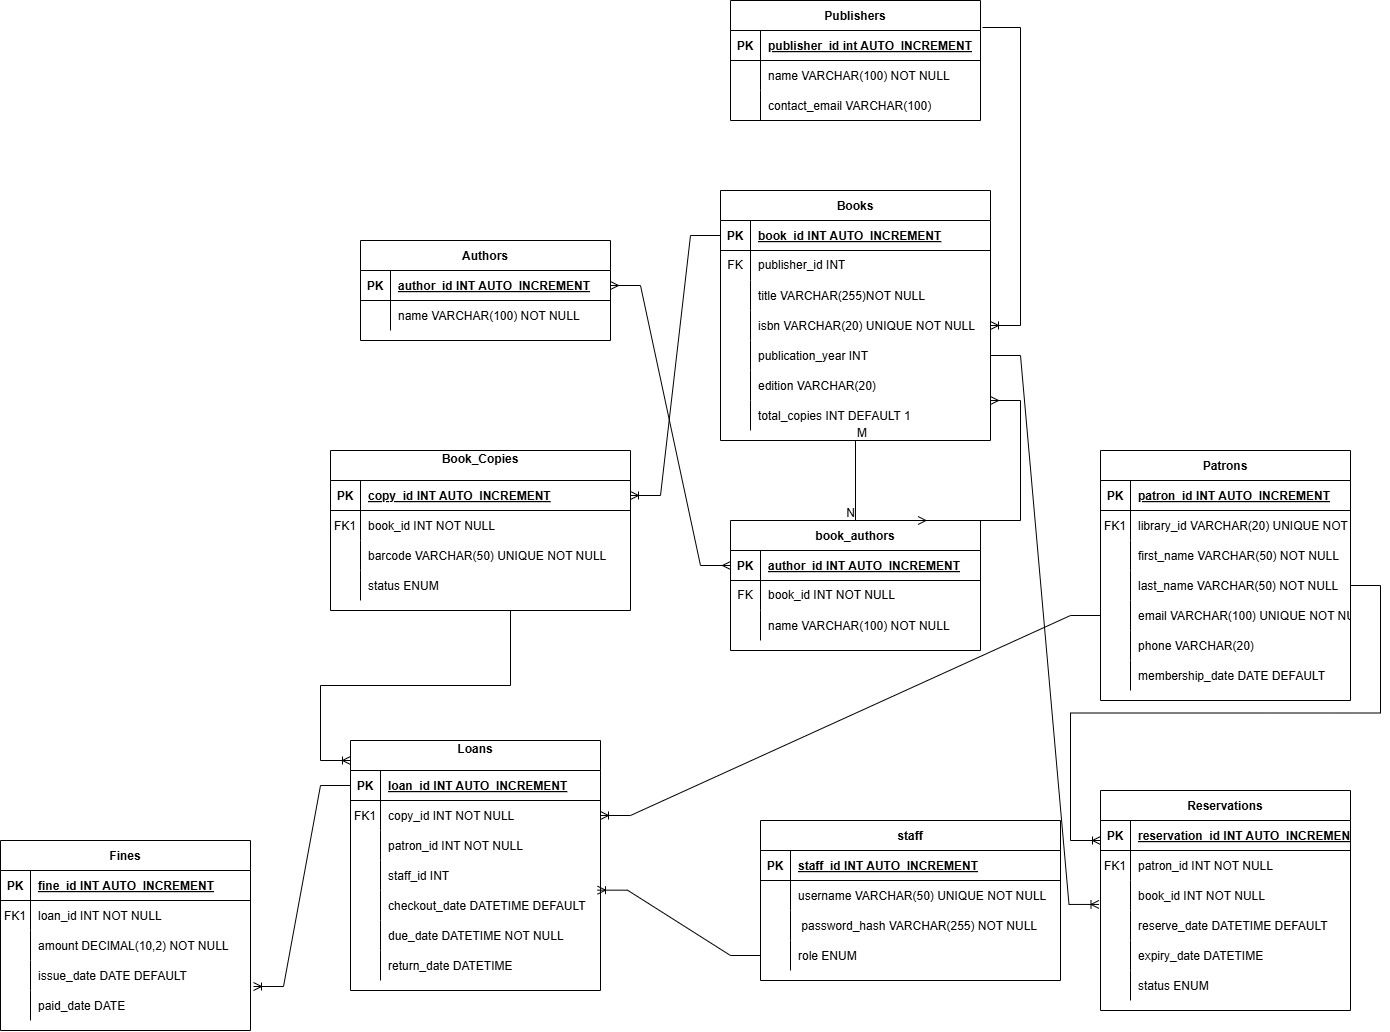 Publishers
PK publisher_id int AUTO_INCREMENT
name VARCHAR(100) NOT NULL
contact_email VARCHAR(100)
Books
PK book_id INT AUTO_INCREMENT
FK publisher_id INT
title VARCHAR(255)NOT NULL
isbn VARCHAR(20) UNIQUE NOT NULL
publication_year INT
edition VARCHAR(20)
total_copies INT DEFAULT 1
M
N
Authors
PK author_id INT AUTO_INCREMENT
name VARCHAR(100) NOT NULL
Book_Copies
PK copy_id INT AUTO_INCREMENT
FK1 book_id INT NOT NULL
barcode VARCHAR(50) UNIQUE NOT NULL
status ENUM
book_authors
PK author_id INT AUTO_INCREMENT
FK book_id INT NOT NULL
name VARCHAR(100) NOT NULL
Patrons
PK patron_id INT AUTO_INCREMENT
FK1 library_id VARCHAR(20) UNIQUE NOT
first_name VARCHAR(50) NOT NULL
last_name VARCHAR(50) NOT NULL
email VARCHAR(100) UNIQUE NOT NU
phone VARCHAR(20)
membership_date DATE DEFAULT
Loans
PK loan_id INT AUTO_INCREMENT
FK1 copy_id INT NOT NULL
patron_id INT NOT NULL
staff_id INT
checkout_date DATETIME DEFAULT
due_date DATETIME NOT NULL
return_date DATETIME
Fines
PK fine_id INT AUTO_INCREMENT
FK1 loan_id INT NOT NULL
amount DECIMAL(10,2) NOT NULL
issue_date DATE DEFAULT
paid_date DATE
staff
PK staff_id INT AUTO_INCREMENT
username VARCHAR(50) UNIQUE NOT NULL
password_hash VARCHAR(255) NOT NULL
role ENUM
Reservations
PK reservation_id INT AUTO_INCREMEN
FK1 patron_id INT NOT NULL
book_id INT NOT NULL
reserve_date DATETIME DEFAULT
expiry_date DATETIME
status ENUM